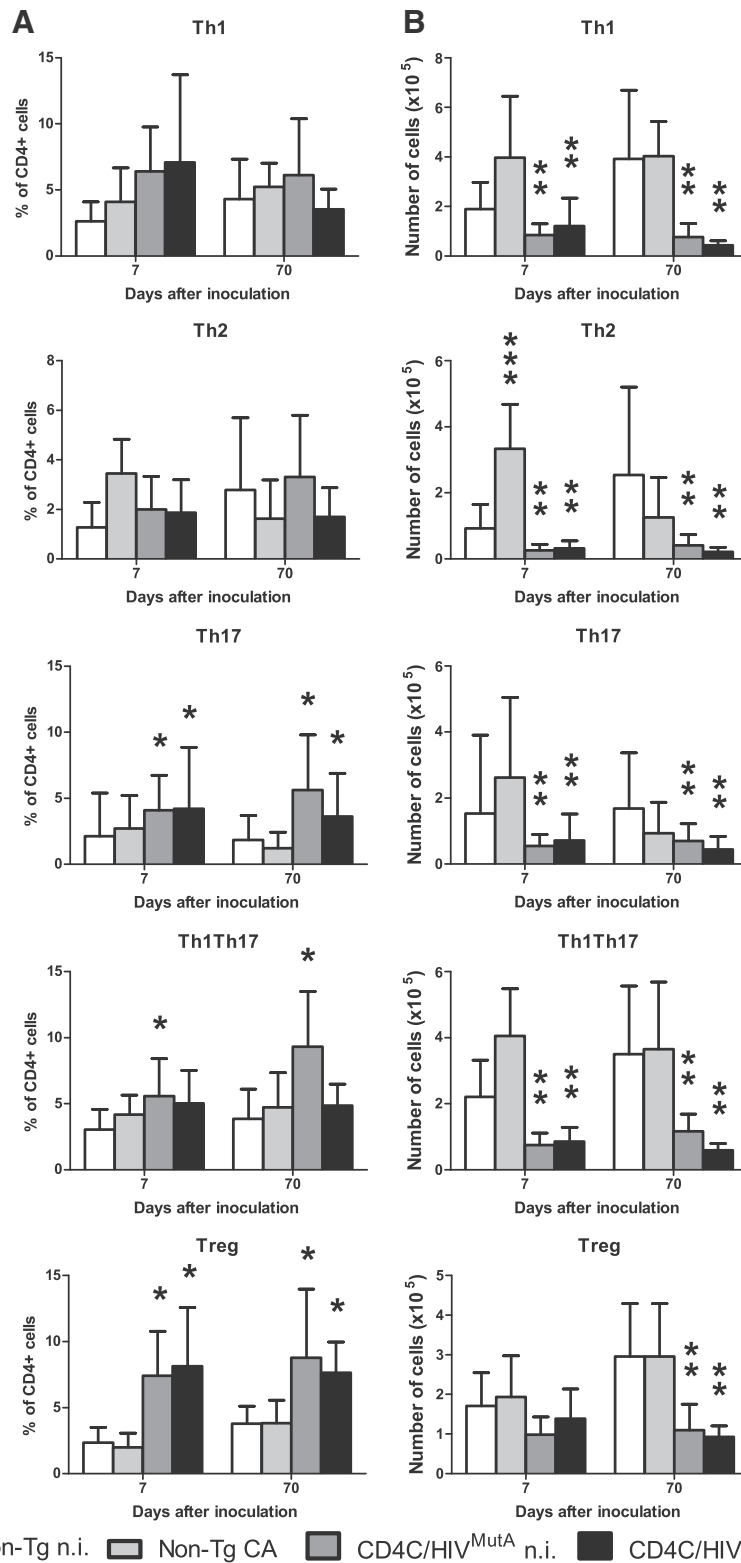 A
B
Th1
% of CD4+ cells
15
10
5
0
7
70
Days after inoculation
Th1
Number of cells (x10 5)
8
6
4
2
0
**
**
**
**
7
70
Days after inoculation
Th2
% of CD4+ cells
8
6
4
2
0
7
70
Days after inoculation
Th2
Number of cells (x10 5)
6
4
2
0
***
**
**
**
**
7
70
Days after inoculation
Th17
% of CD4+ cells
15
10
5
0
*
*
*
*
7
70
Days after inoculation
Th17
Number of cells (x10 5)
6
4
2
0
**
**
**
**
7
70
Days after inoculation
Th1Th17
% of CD4+ cells
15
10
5
0
*
*
7
70
Days after inoculation
Th1Th17
Number of cells (x10 5)
6
4
2
0
**
**
**
**
7
70
Days after inoculation
Treg
% of CD4+ cells
15
10
5
0
*
*
*
*
7
70
Days after inoculation
Treg
Number of cells (x10 5)
5
4
3
2
1
0
**
**
7
70
Days after inoculation
n-Tg n.i. Non-Tg CA CD4C/HIVMutA n.i. CD4C/HIV